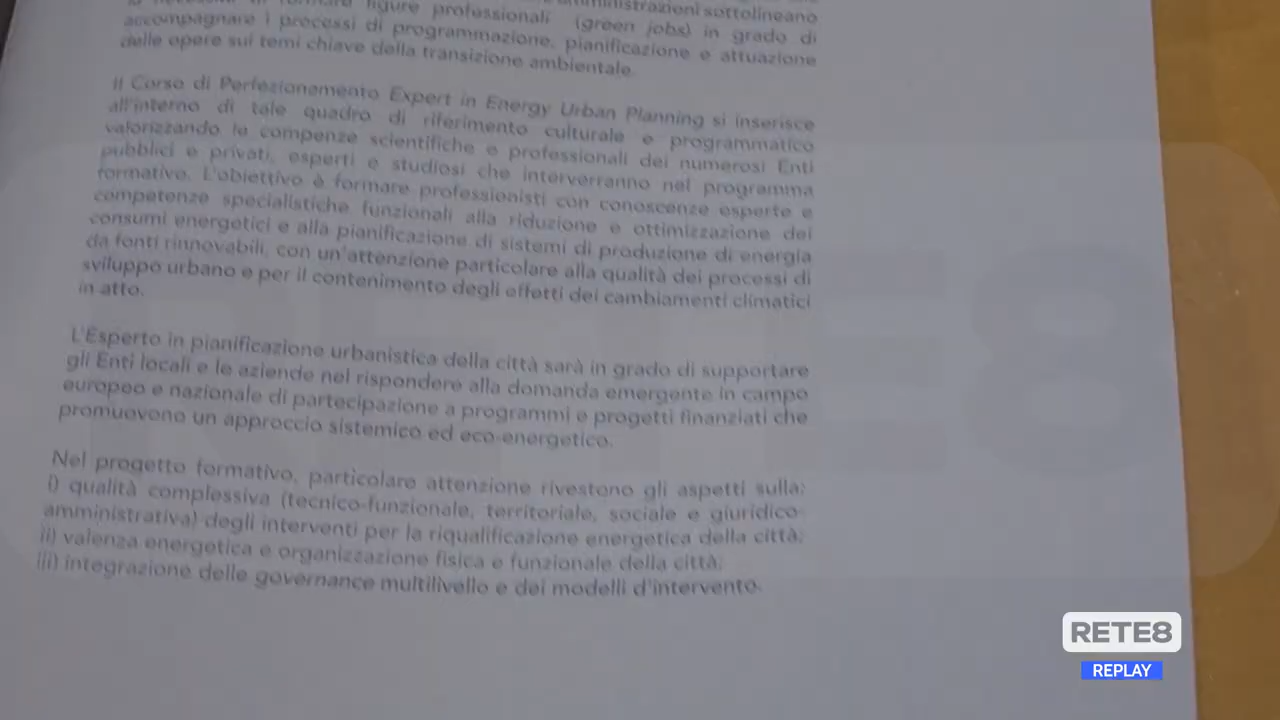 figure professionali (green jobs) in grado di
sottolineano
accompagnare i processi di programmazione, pianificazione e attuazione
delle opere sui temi chiave della transizione ambientale.
Il Corso di Perfezionamento Expert in Energy Urban Planning si inserisce
all'interno di tale quadro di riferimento culturale e programmatico
valorizzando le compenze scientifiche e professionali dei numerosi Enti
pubblici e privati, esperti e studiosi che interverranno nel programma
formativo. L'obiettivo è formare professionisti con conoscenze esperte e
competenze specialistiche funzionali alla riduzione e ottimizzazione dei
consumi energetici e alla pianificazione di sistemi di produzione di energia
da fonti rinnovabili, con un'attenzione particolare alla qualità dei processi di
sviluppo urbano e per il contenimento degli effetti dei cambiamenti climatici
in atto.
L'Esperto in pianificazione urbanistica della città sarà in grado di supportare
gli Enti locali e le aziende nel rispondere alla domanda emergente in campo
europeo e nazionale di partecipazione a programmi e progetti finanziati che
promuovono un approccio sistemico ed eco-energetico.
Nel progetto formativo, particolare attenzione rivestono gli aspetti sulla:
i) qualità complessiva (tecnico-funzionale, territoriale, sociale e giuridico-
amministrativa) degli interventi per la riqualificazione energetica della città;
ii) valenza energetica e organizzazione fisica e funzionale della città;
iii) integrazione delle governance multilivello e dei modelli d'intervento.
RETE8
RETE8
REPLAY